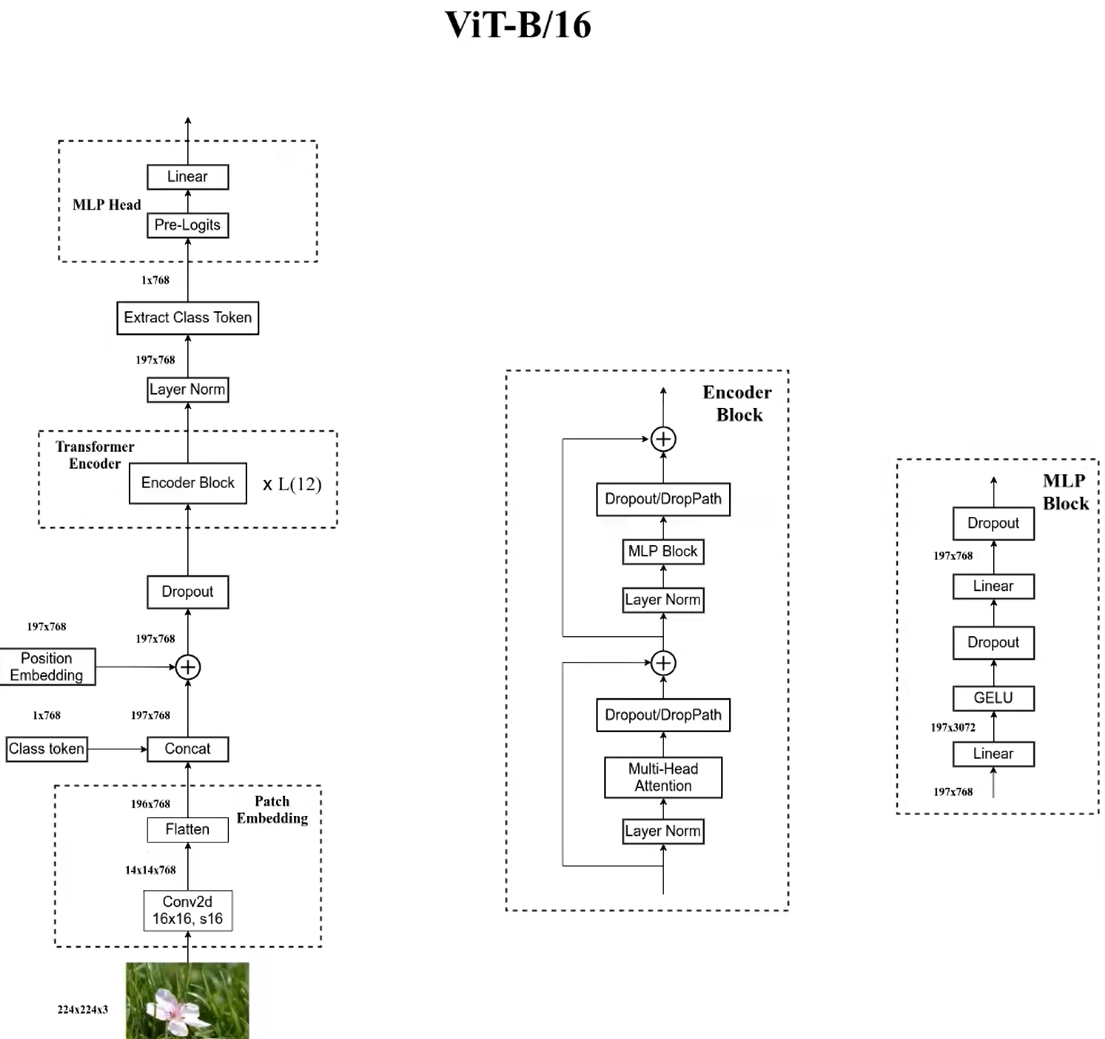 ViT-B/16
Linear
MLP Head
Pre-Logits
1x768
Extract Class Token
197x768
Layer Norm
Transformer
Encoder
Encoder Block
x L(12)
Dropout
197x768
197x768
Position
Embedding
+
1x768
197x768
Class token
Concat
196x768
Patch
Embedding
Flatten
14x14x768
Conv2d
16x16, s16
224x224x3
Encoder
Block
+
Dropout/DropPath
MLP Block
Layer Norm
+
Dropout/DropPath
Multi-Head
Attention
Layer Norm
MLP
Block
Dropout
197x768
Linear
Dropout
GELU
197x3072
Linear
197x768